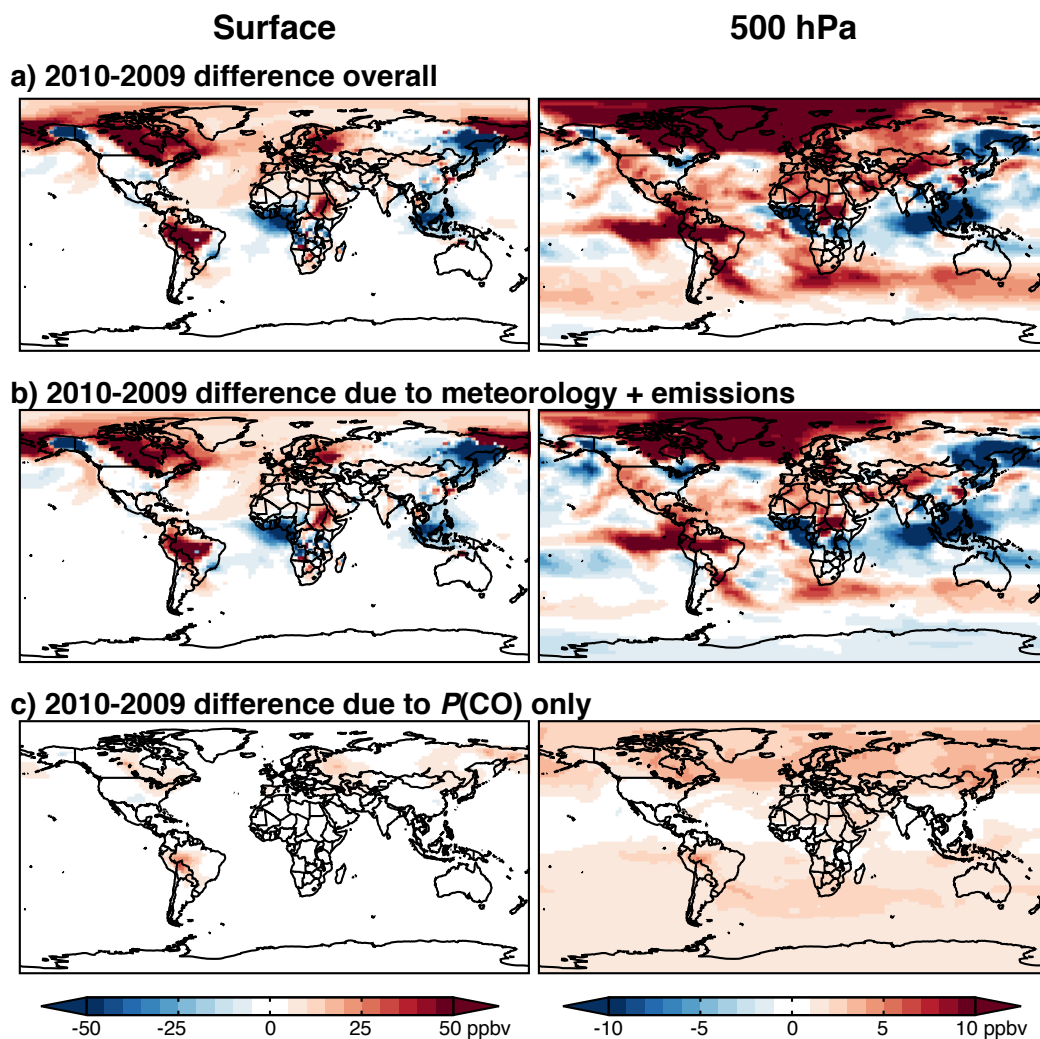 Surface 500 hPa
a) 2010-2009 difference overall
b) 2010-2009 difference due to meteorology + emissions
c) 2010-2009 difference due to P(CO) only
-50 -25 0 25 50 ppbv -10 -5 0 5 10 ppbv